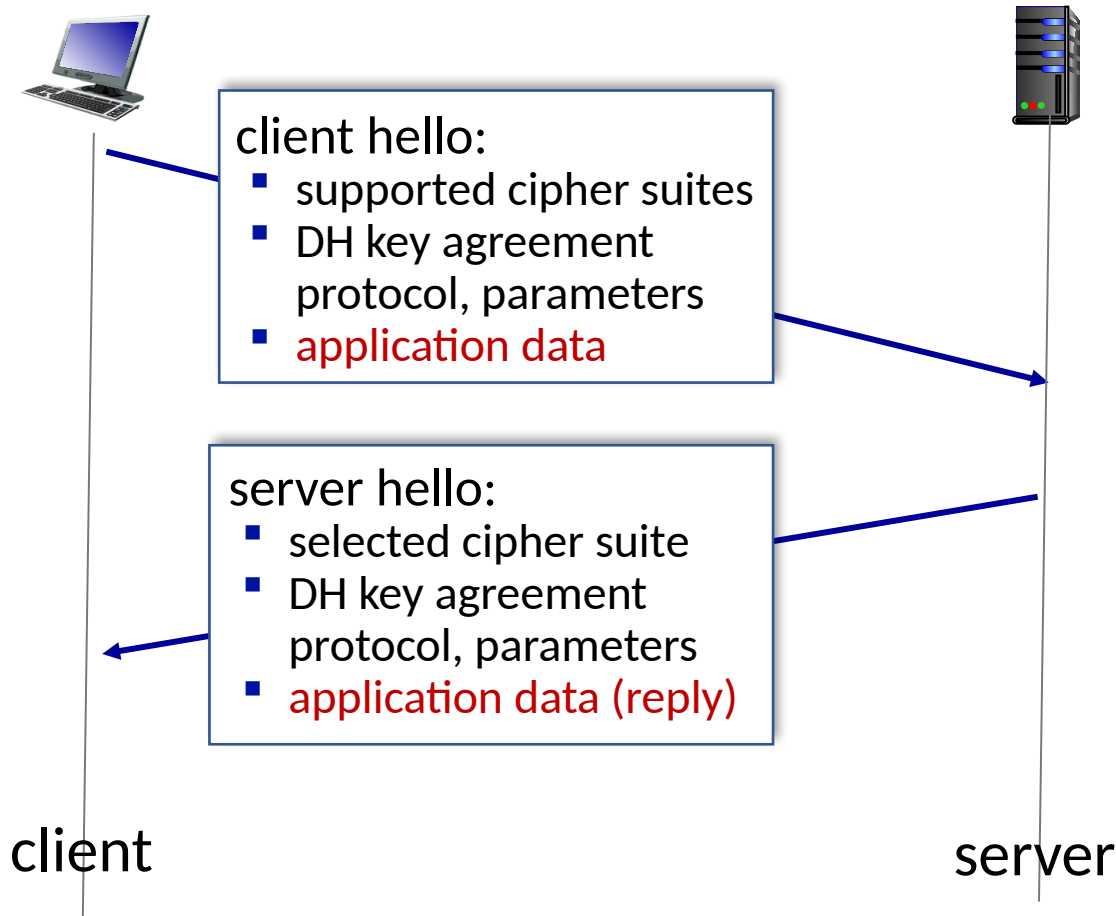 client hello:
▪ supported cipher suites
▪ DH key agreement
protocol, parameters
▪ application data
server hello:
▪ selected cipher suite
▪ DH key agreement
protocol, parameters
▪ application data (reply)
client
server